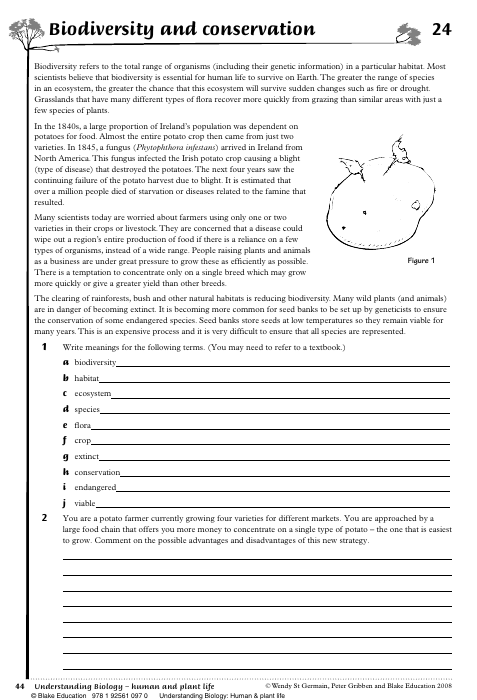 Biodiversity and conservation
24
Biodiversity refers to the total range of organisms (including their genetic information) in a particular habitat. Most
scientists believe that biodiversity is essential for human life to survive on Earth. The greater the range of species
in an ecosystem, the greater the chance that this ecosystem will survive sudden changes such as fire or drought.
Grasslands that have many different types of flora recover more quickly from grazing than similar areas with just a
few species of plants.
In the 1840s, a large proportion of Ireland's population was dependent on
potatoes for food. Almost the entire potato crop then came from just two
varieties. In 1845, a fungus (Phytophthora infestans) arrived in Ireland from
North America. This fungus infected the Irish potato crop causing a blight
(type of disease) that destroyed the potatoes. The next four years saw the
continuing failure of the potato harvest due to blight. It is estimated that
over a million people died of starvation or diseases related to the famine that
resulted.
Many scientists today are worried about farmers using only one or two
varieties in their crops or livestock. They are concerned that a disease could
wipe out a region's entire production of food if there is a reliance on a few
types of organisms, instead of a wide range. People raising plants and animals
as a business are under great pressure to grow these as efficiently as possible.
There is a temptation to concentrate only on a single breed which may grow
more quickly or give a greater yield than other breeds.
Figure 1
The clearing of rainforests, bush and other natural habitats is reducing biodiversity. Many wild plants (and animals)
are in danger of becoming extinct. It is becoming more common for seed banks to be set up by geneticists to ensure
the conservation of some endangered species. Seed banks store seeds at low temperatures so they remain viable for
many years. This is an expensive process and it is very difficult to ensure that all species are represented.
1 Write meanings for the following terms. (You may need to refer to a textbook.)
a biodiversity
b habitat
c ecosystem
d species
e flora
f crop
g extinct
h conservation
i endangered
j viable
2 You are a potato farmer currently growing four varieties for different markets. You are approached by a
large food chain that offers you more money to concentrate on a single type of potato – the one that is easiest
to grow. Comment on the possible advantages and disadvantages of this new strategy.
44 Understanding Biology – human and plant life
© Wendy St Germain, Peter Gribben and Blake Education 2008
© Blake Education 978 1 92561 097 0 Understanding Biology: Human & plant life